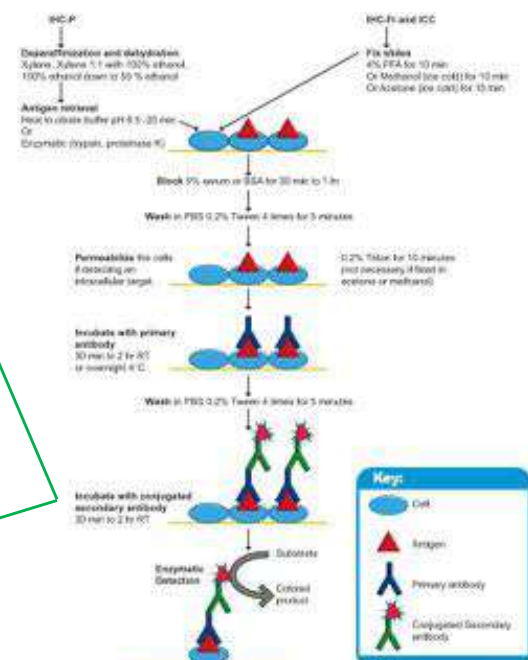 IHC-P
Deparaffinization and dehydration
Xylene, Xylene 1:1 with 100% ethanol,
100% ethanol down to 50 % ethanol
Antigen retrieval
Heat in citrate buffer pH 20 min
Or
Enzymatic (trypsin, proteinase K)
IHC-Fr and ICC
Fix slides
4% PFA for 10 min
Or Methanol (ice cold) for 10 min
Or Acetone (ice cold) for 10 min
Block 5% serum or BSA for 30 min to 1 hr
Wash in PBS 0.2% Tween 4 times for 5 minutes
Permeabilize the cells
if detecting an
intracellular target
0.2% Triton for 10 minutes
(not necessary if fixed in
acetone or methanol)
Incubate with primary
antibody
30 min to 2 hr RT
or overnight 4°C
Wash in PBS 0.2% Tween 4 times for 5 minutes
Incubate with conjugated
secondary antibody
30 min to 2 hr RT
Enzymatic
Detection
Substrate
Colored
product
Key:
Cell
Antigen
Primary antibody
Conjugated Secondary
antibody